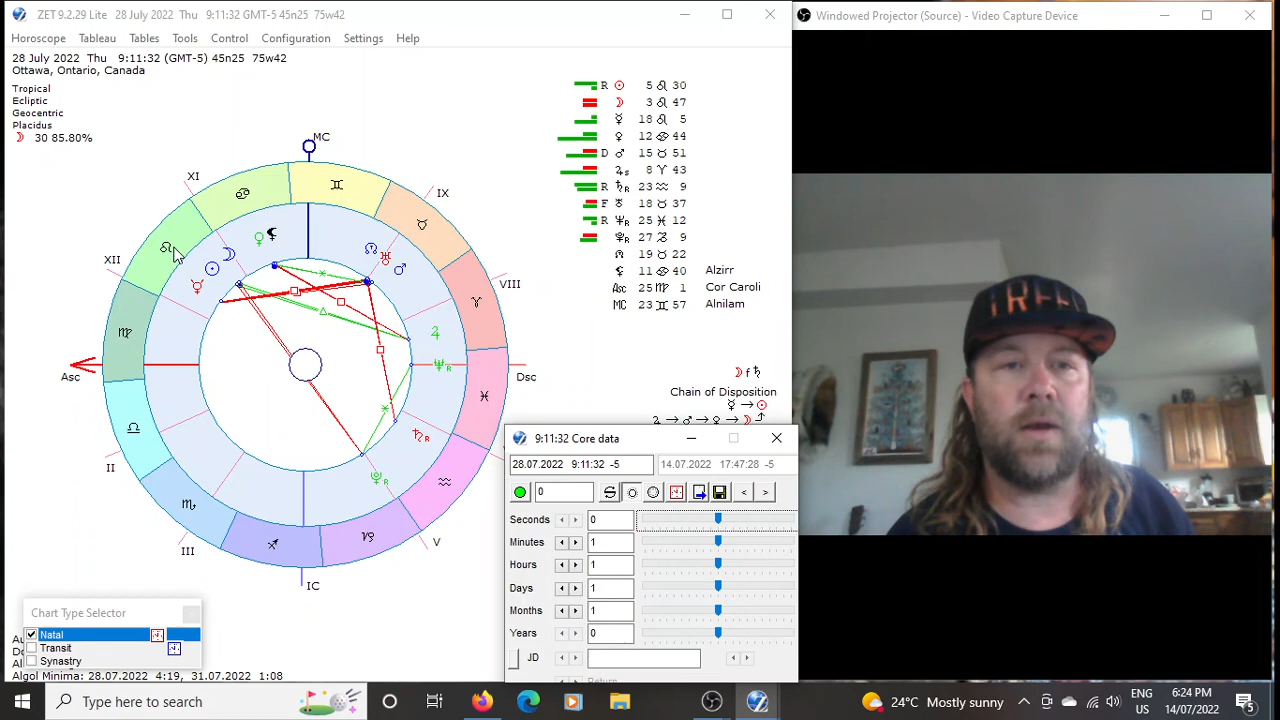 ZET 9.2.29 Lite 28 July 2022 Thu 9:11:32 GMT-5 45n25 75w42
Windowed Projector (Source) - Video Capture Device
Horoscope Tableau Tables Tools Control Configuration Settings Help
28 July 2022 Thu 9:11:32 (GMT-5) 45n25 75w42
Ottawa, Ontario, Canada
Tropical
Ecliptic
Geocentric
Placidus
☽ 30 85.80%
R ☉ 5 ♌ 30
☽ 3 ♌ 47
☿ 18 ♌ 5
♀ 12 ♋ 44
D ♂ 15 ♉ 51
♃s 8 ♈ 43
R ♄R 23 ♒ 9
F ♅ 18 ♉ 37
R ♆R 25 ♓ 12
♇R 27 ♑ 9
☊ 19 ♉ 22
⚸ 11 ♋ 40 Alzirr
Asc 25 ♍ 1 Cor Caroli
MC 23 ♊ 57 Alnilam
MC
XI
IX
XII
VIII
Asc
Dsc
II
III
V
IC
☽ f ♄
Chain of Disposition
☿ → ☉
♃ → ♂ → ♀ → ☽
9:11:32 Core data
28.07.2022 9:11:32 -5 14.07.2022 17:47:28 -5
0
Seconds 0
Minutes 1
Hours 1
Days 1
Months 1
Years 0
JD
Return
Chart Type Selector
Natal
Transit
Synastry
Algol Minima: 28.07.2022 4:19, 31.07.2022 1:08
TREE
Type here to search
24°C Mostly sunny
ENG
US
6:24 PM
14/07/2022
5